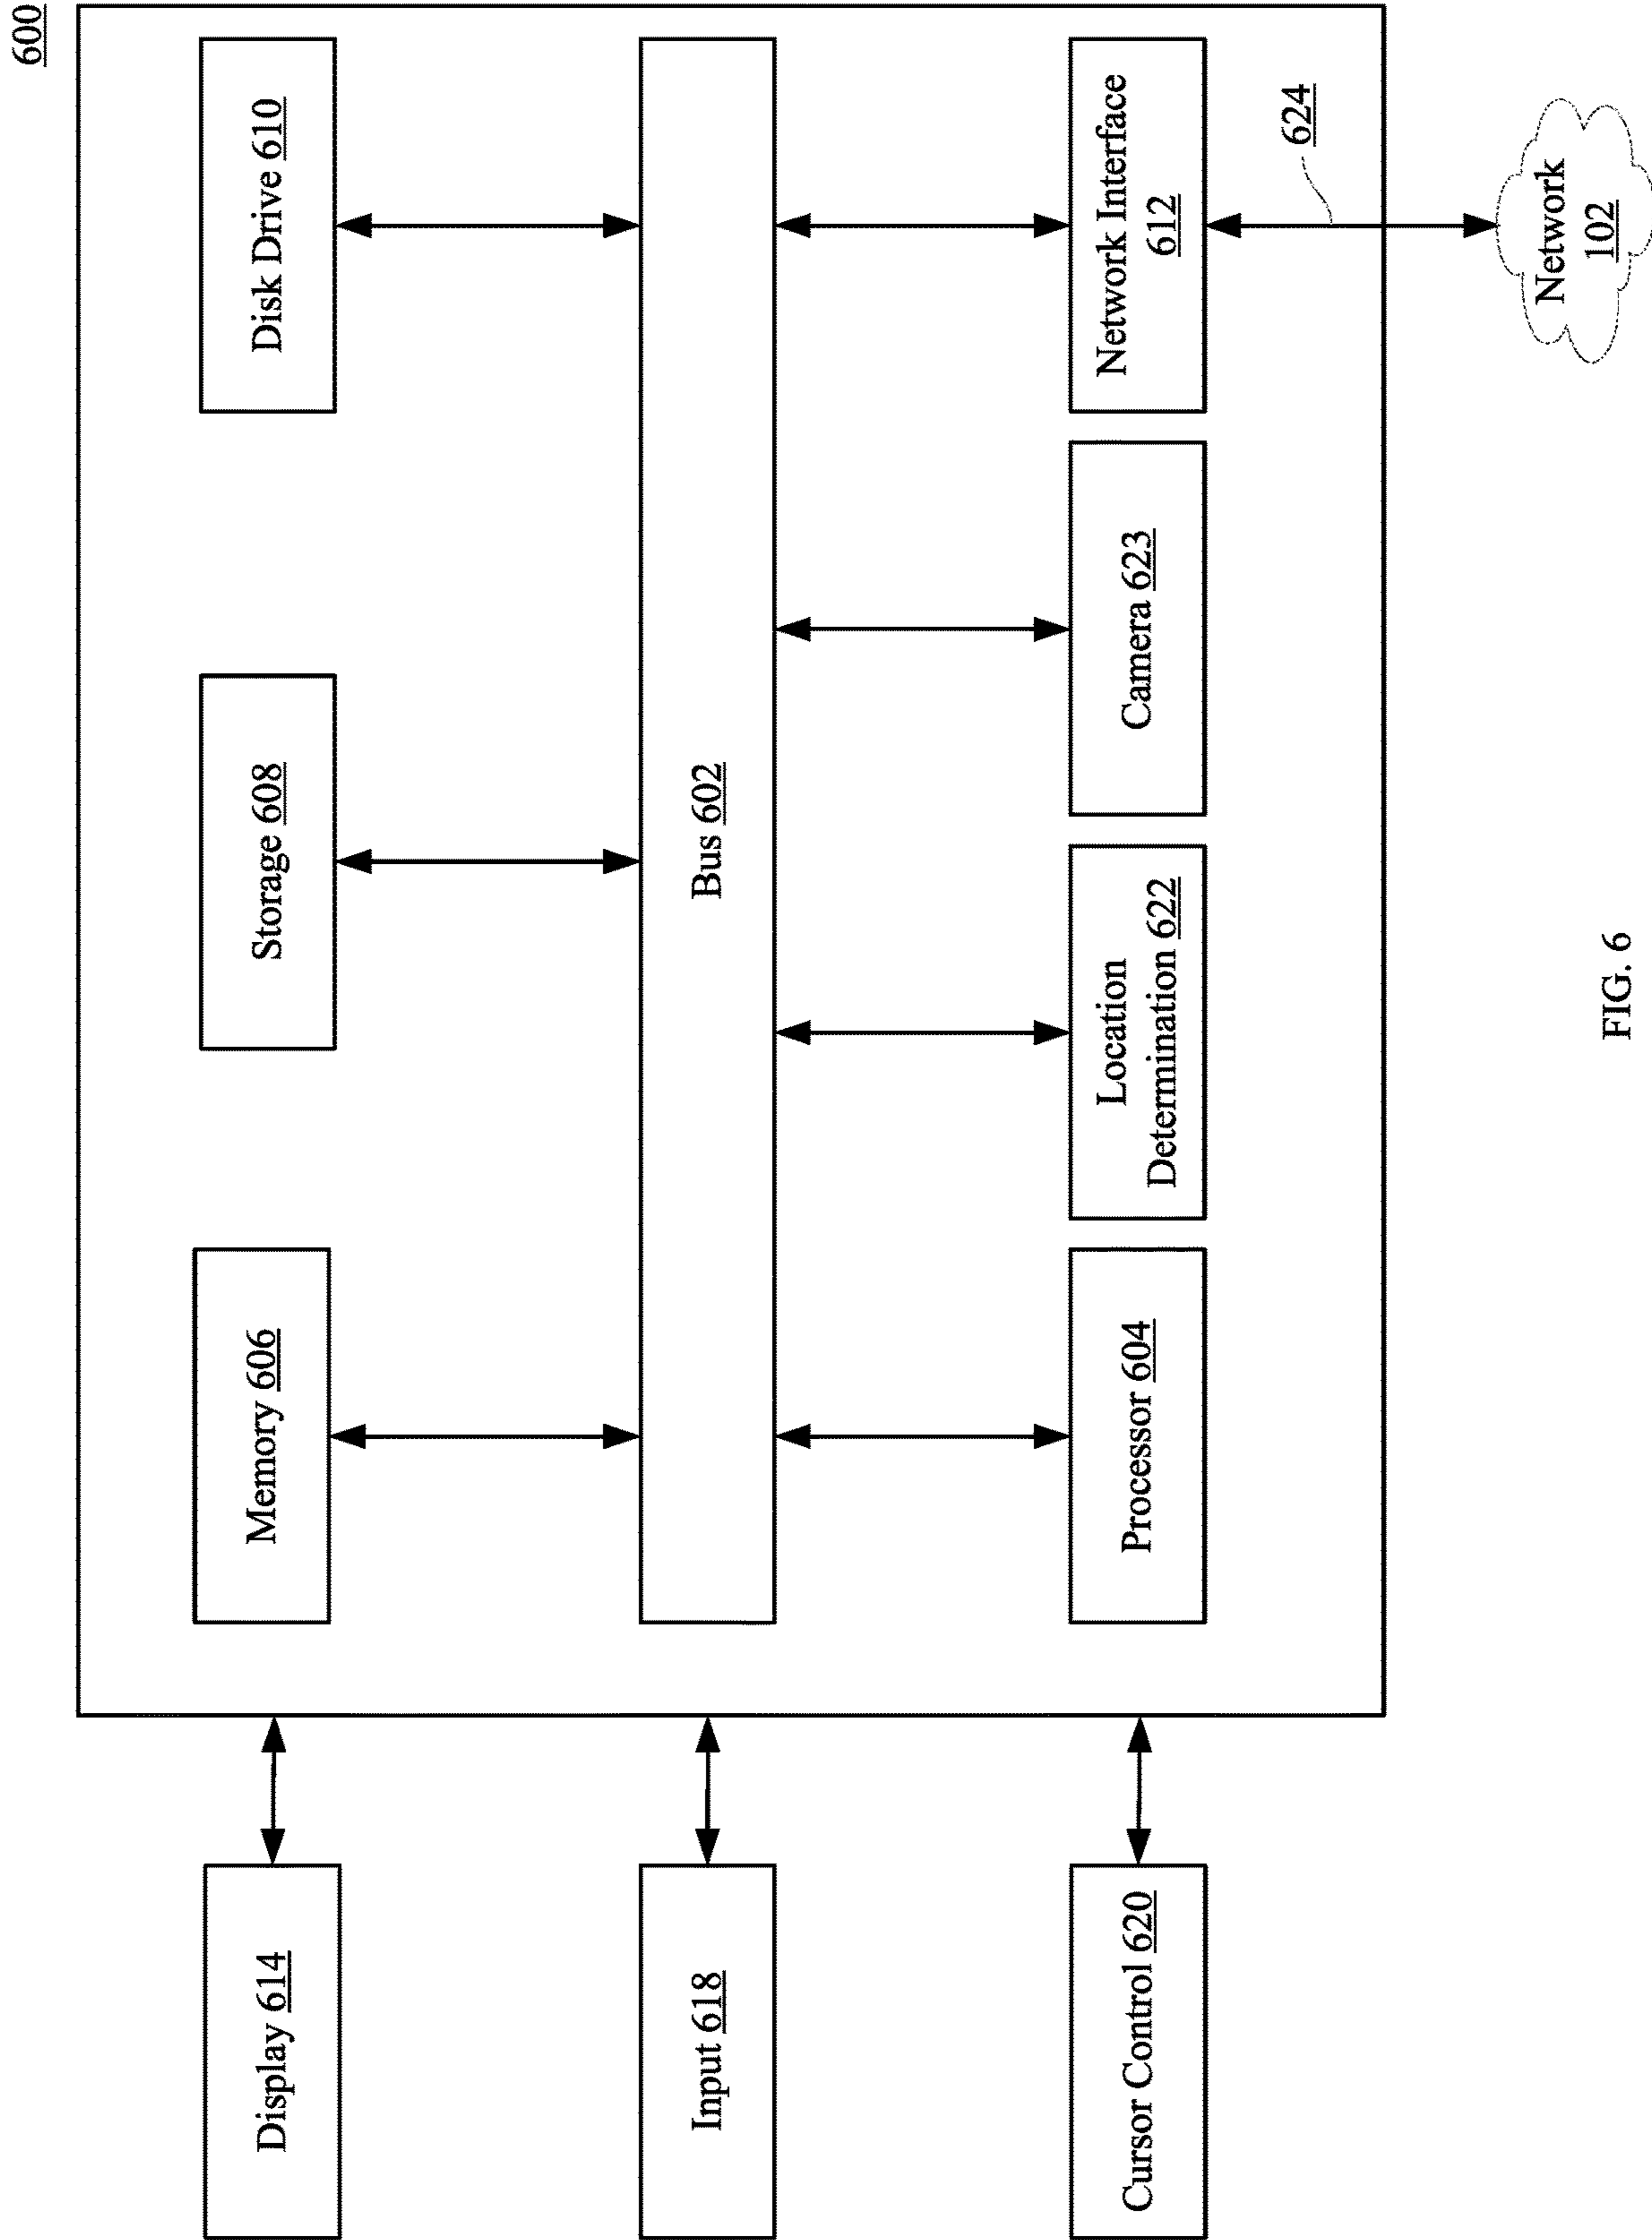 600
Display 614
Memory 606
Storage 608
Disk Drive 610
Input 618
Bus 602
Cursor Control 620
Processor 604
Location
Determination 622
Camera 623
Network Interface
612
624
Network
102
FIG. 6